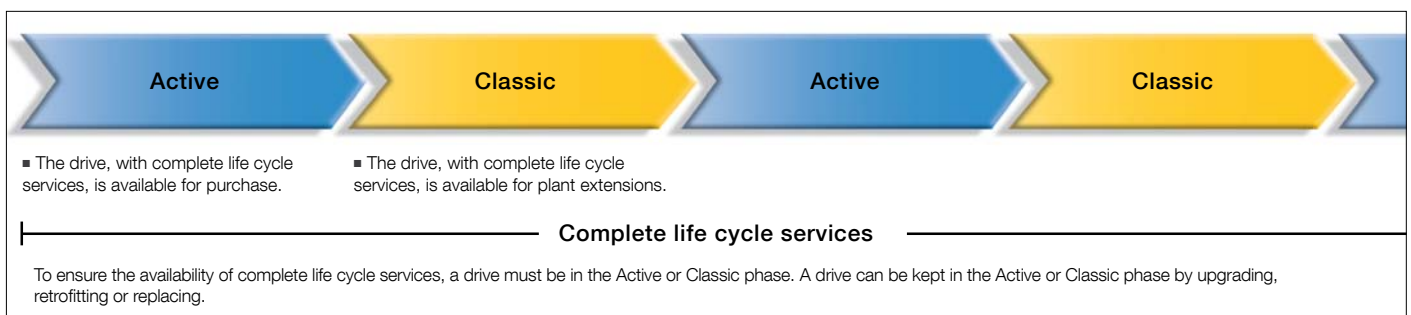 Active
Classic
Active
Classic
■ The drive, with complete life cycle
services, is available for purchase.
■ The drive, with complete life cycle
services, is available for plant extensions.
Complete life cycle services
To ensure the availability of complete life cycle services, a drive must be in the Active or Classic phase. A drive can be kept in the Active or Classic phase by upgrading,
retrofitting or replacing.